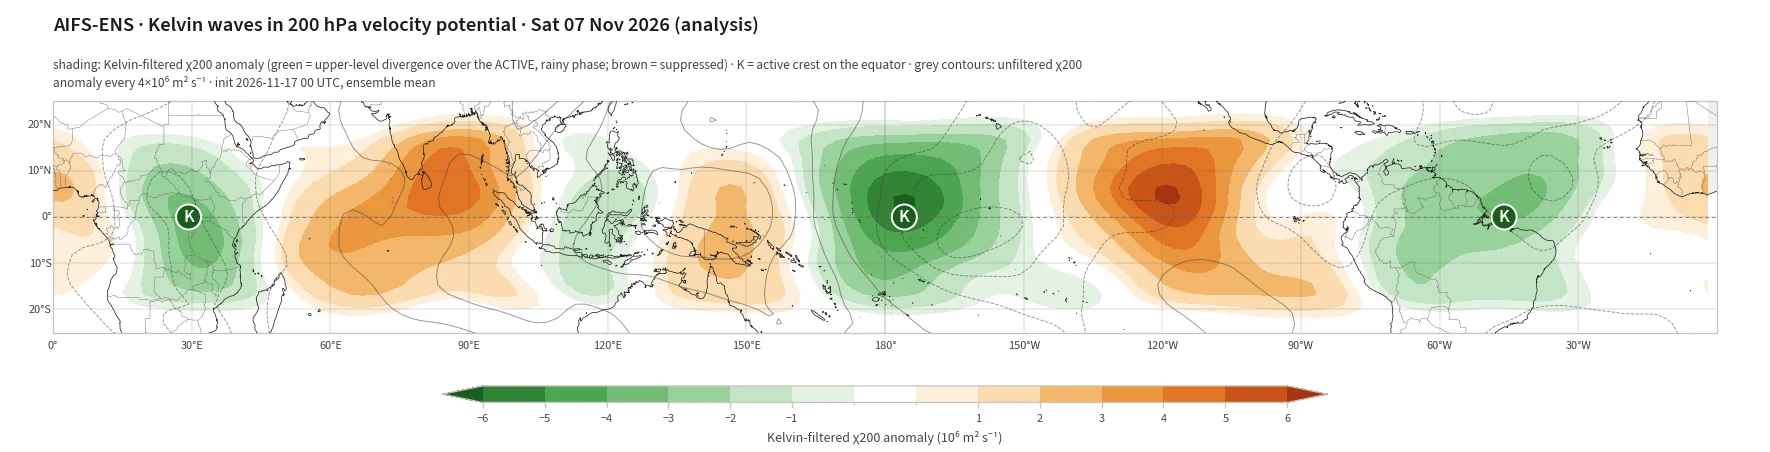 AIFS-ENS · Kelvin waves in 200 hPa velocity potential · Sat 07 Nov 2026 (analysis)
shading: Kelvin-filtered χ200 anomaly (green = upper-level divergence over the ACTIVE, rainy phase; brown = suppressed) · K = active crest on the equator · grey contours: unfiltered χ200
anomaly every 4×10⁶ m² s⁻¹ · init 2026-11-17 00 UTC, ensemble mean
20°N
10°N
0°
10°S
20°S
K K K
0° 30°E 60°E 90°E 120°E 150°E 180° 150°W 120°W 90°W 60°W 30°W
−6 −5 −4 −3 −2 −1 1 2 3 4 5 6
Kelvin-filtered χ200 anomaly (10⁶ m² s⁻¹)